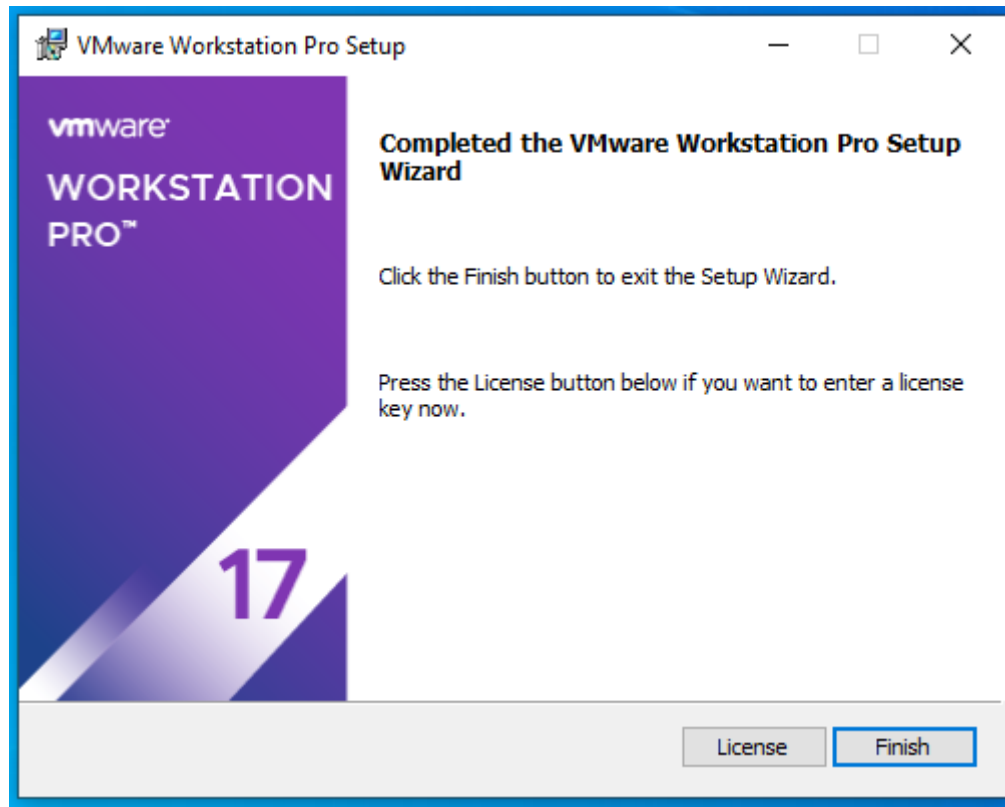 VMware Workstation Pro Setup
vmware
WORKSTATION
PRO™
Completed the VMware Workstation Pro Setup
Wizard
Click the Finish button to exit the Setup Wizard.
Press the License button below if you want to enter a license
key now.
17
License
Finish